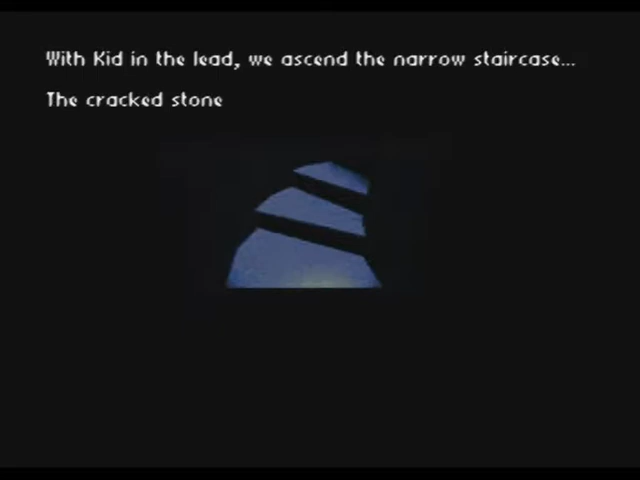 With Kid in the lead, we ascend the narrow staircase...
The cracked stone